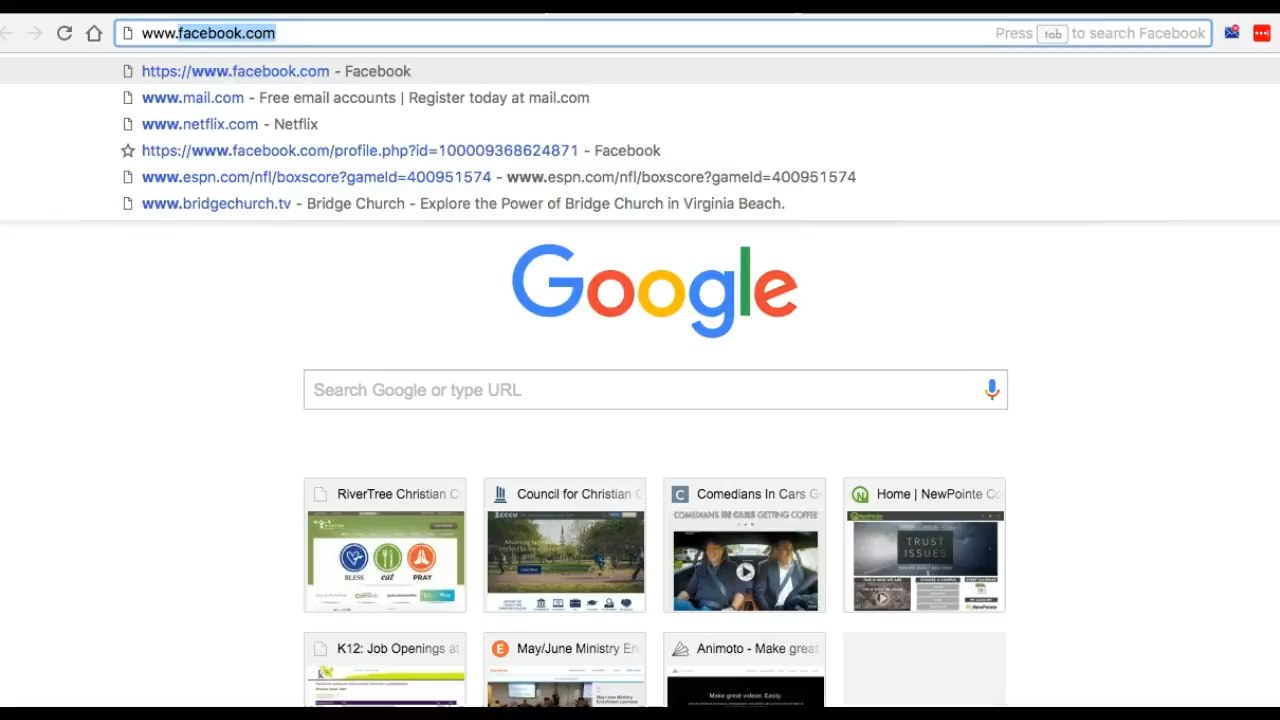 www.facebook.com
Press tab to search Facebook
https://www.facebook.com - Facebook
www.mail.com - Free email accounts | Register today at mail.com
www.netflix.com - Netflix
https://www.facebook.com/profile.php?id=100009368624871 - Facebook
www.espn.com/nfl/boxscore?gameId=400951574 - www.espn.com/nfl/boxscore?gameId=400951574
www.bridgechurch.tv - Bridge Church - Explore the Power of Bridge Church in Virginia Beach.
Google
Search Google or type URL
RiverTree Christian C
Council for Christian C
Comedians In Cars G
Home | NewPointe Co
COMEDIANS IN CARS GETTING COFFEE
TRUST
ISSUES
BLESS eat PRAY
NewPointe
K12: Job Openings at
May/June Ministry En
Animoto - Make great
Make great videos. Easily.